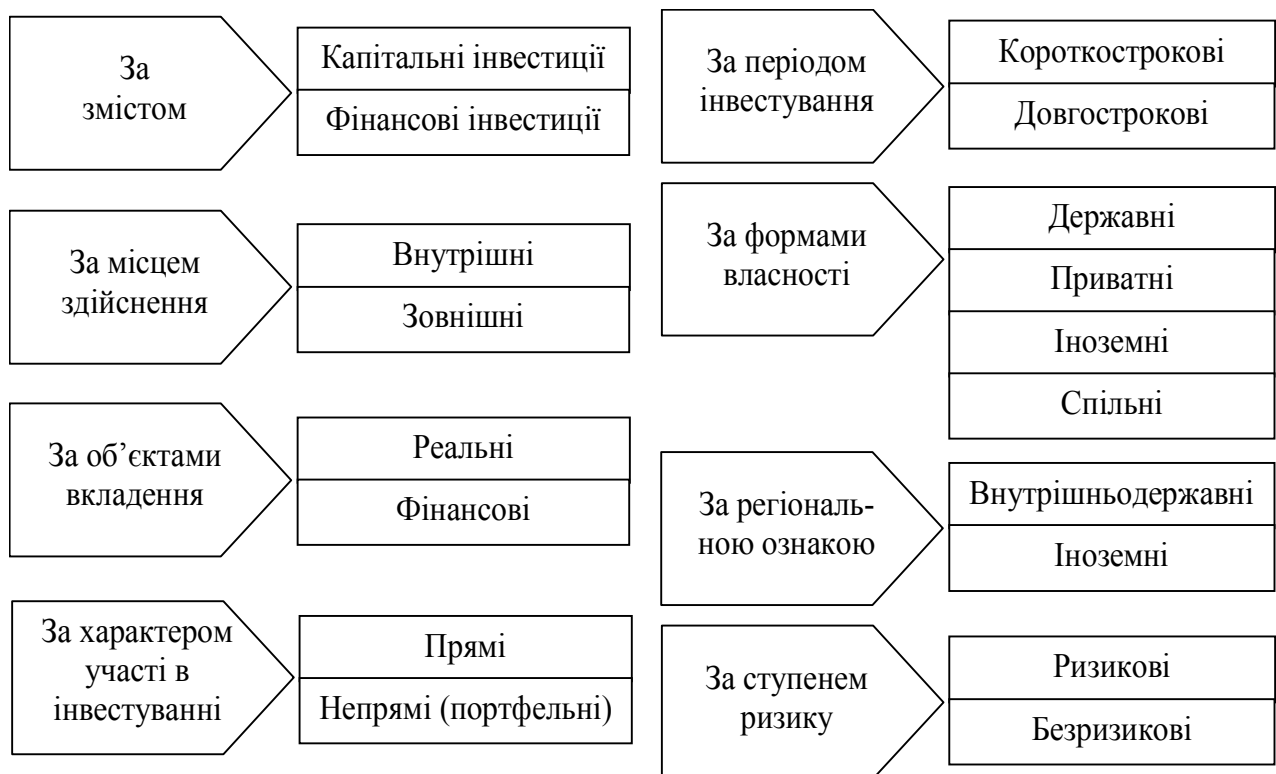 За
змістом
Капітальні інвестиції
Фінансові інвестиції
За місцем
здійснення
Внутрішні
Зовнішні
За об’єктами
вкладення
Реальні
Фінансові
За характером
участі в
інвестуванні
Прямі
Непрямі (портфельні)
За періодом
інвестування
Короткострокові
Довгострокові
За формами
власності
Державні
Приватні
Іноземні
Спільні
За регіональ-
ною ознакою
Внутрішньодержавні
Іноземні
За ступенем
ризику
Ризикові
Безризикові